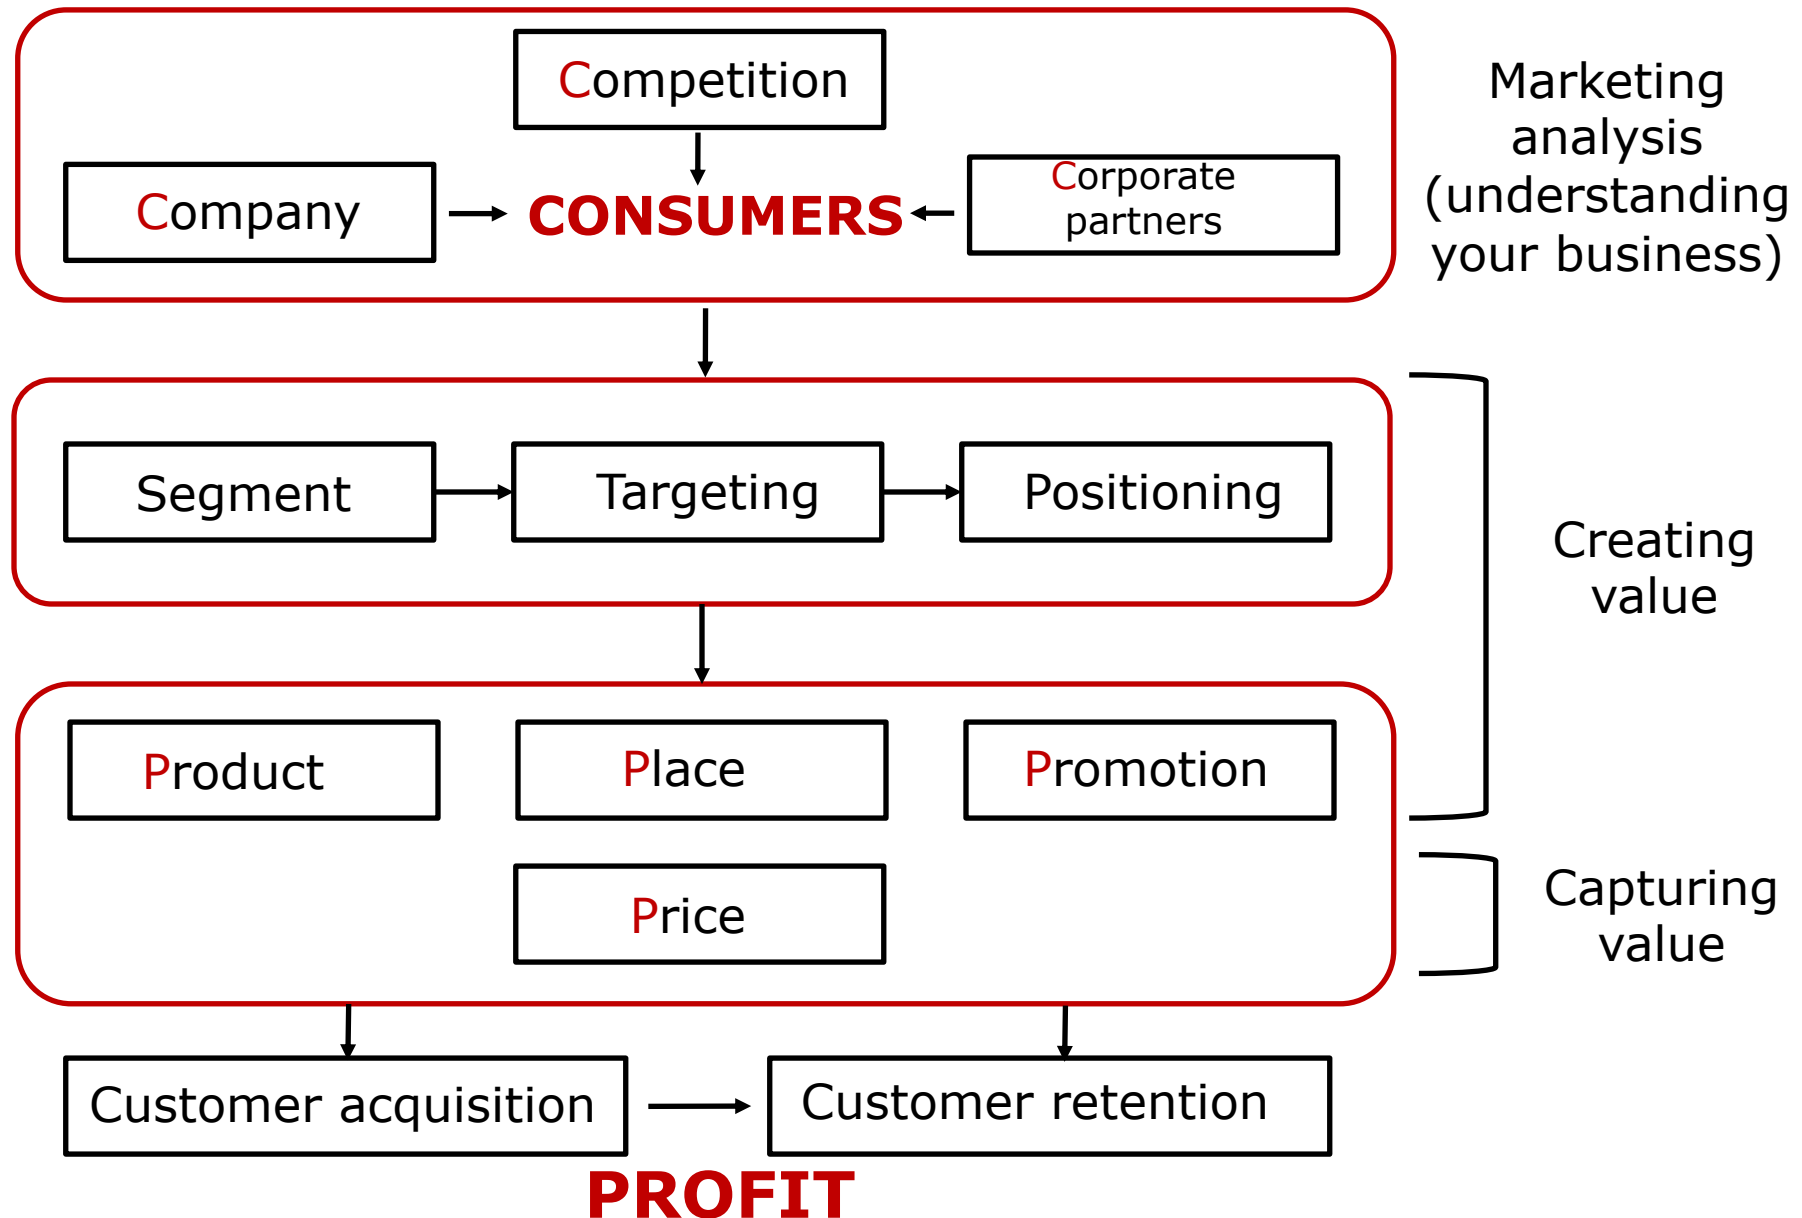 Competition
Company
CONSUMERS
Corporate
partners
Marketing
analysis
(understanding
your business)
Segment
Targeting
Positioning
Creating
value
Product
Place
Promotion
Price
Capturing
value
Customer acquisition
Customer retention
PROFIT